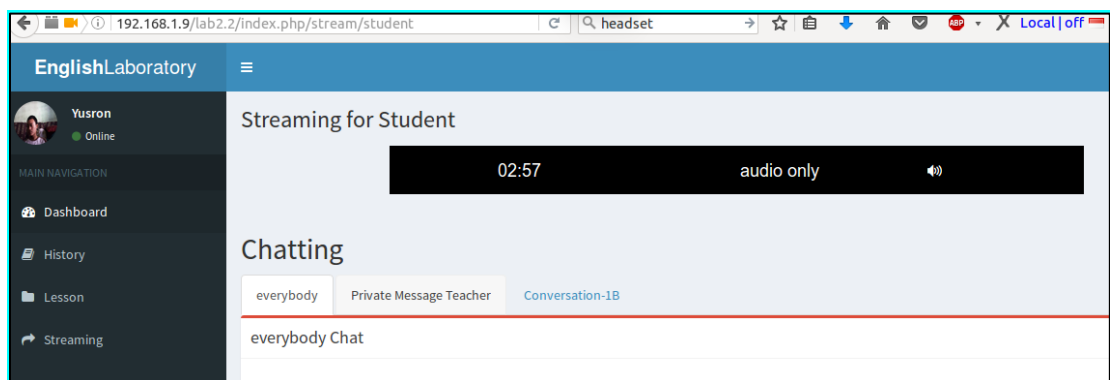 192.168.1.9/lab2.2/index.php/stream/student
headset
ABP
Local | off
EnglishLaboratory
Yusron
Online
MAIN NAVIGATION
Dashboard
History
Lesson
Streaming
Streaming for Student
02:57 audio only
Chatting
everybody Private Message Teacher Conversation-1B
everybody Chat